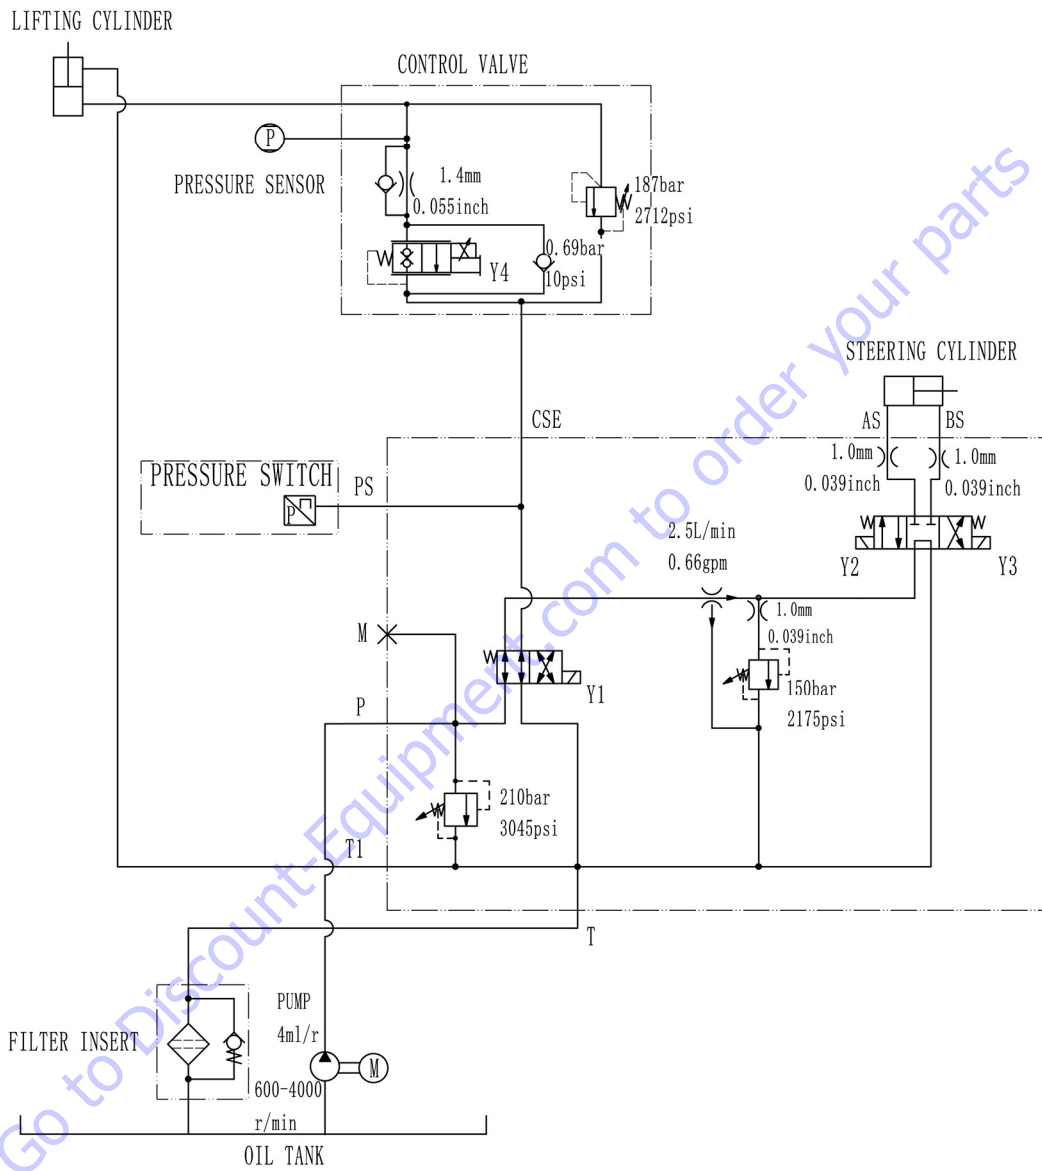 LIFTING CYLINDER
CONTROL VALVE
P
PRESSURE SENSOR
1.4mm
0.055inch
187bar
2712psi
0.69bar
10psi
Y4
STEERING CYLINDER
CSE
AS
BS
1.0mm
0.039inch
1.0mm
0.039inch
PRESSURE SWITCH
P
PS
2.5L/min
0.66gpm
Y2
Y3
M
1.0mm
0.039inch
Y1
150bar
2175psi
P
210bar
3045psi
T1
T
PUMP
4ml/r
M
600-4000
r/min
FILTER INSERT
OIL TANK
Go to Discount-Equipment.com to order your parts